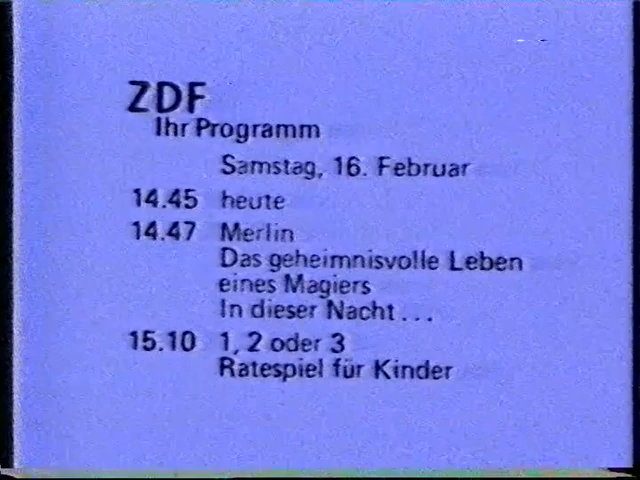 ZDF
Ihr Programm
Samstag, 16. Februar
14.45 heute
14.47 Merlin
Das geheimnisvolle Leben
eines Magiers
In dieser Nacht...
15.10 1, 2 oder 3
Ratespiel für Kinder